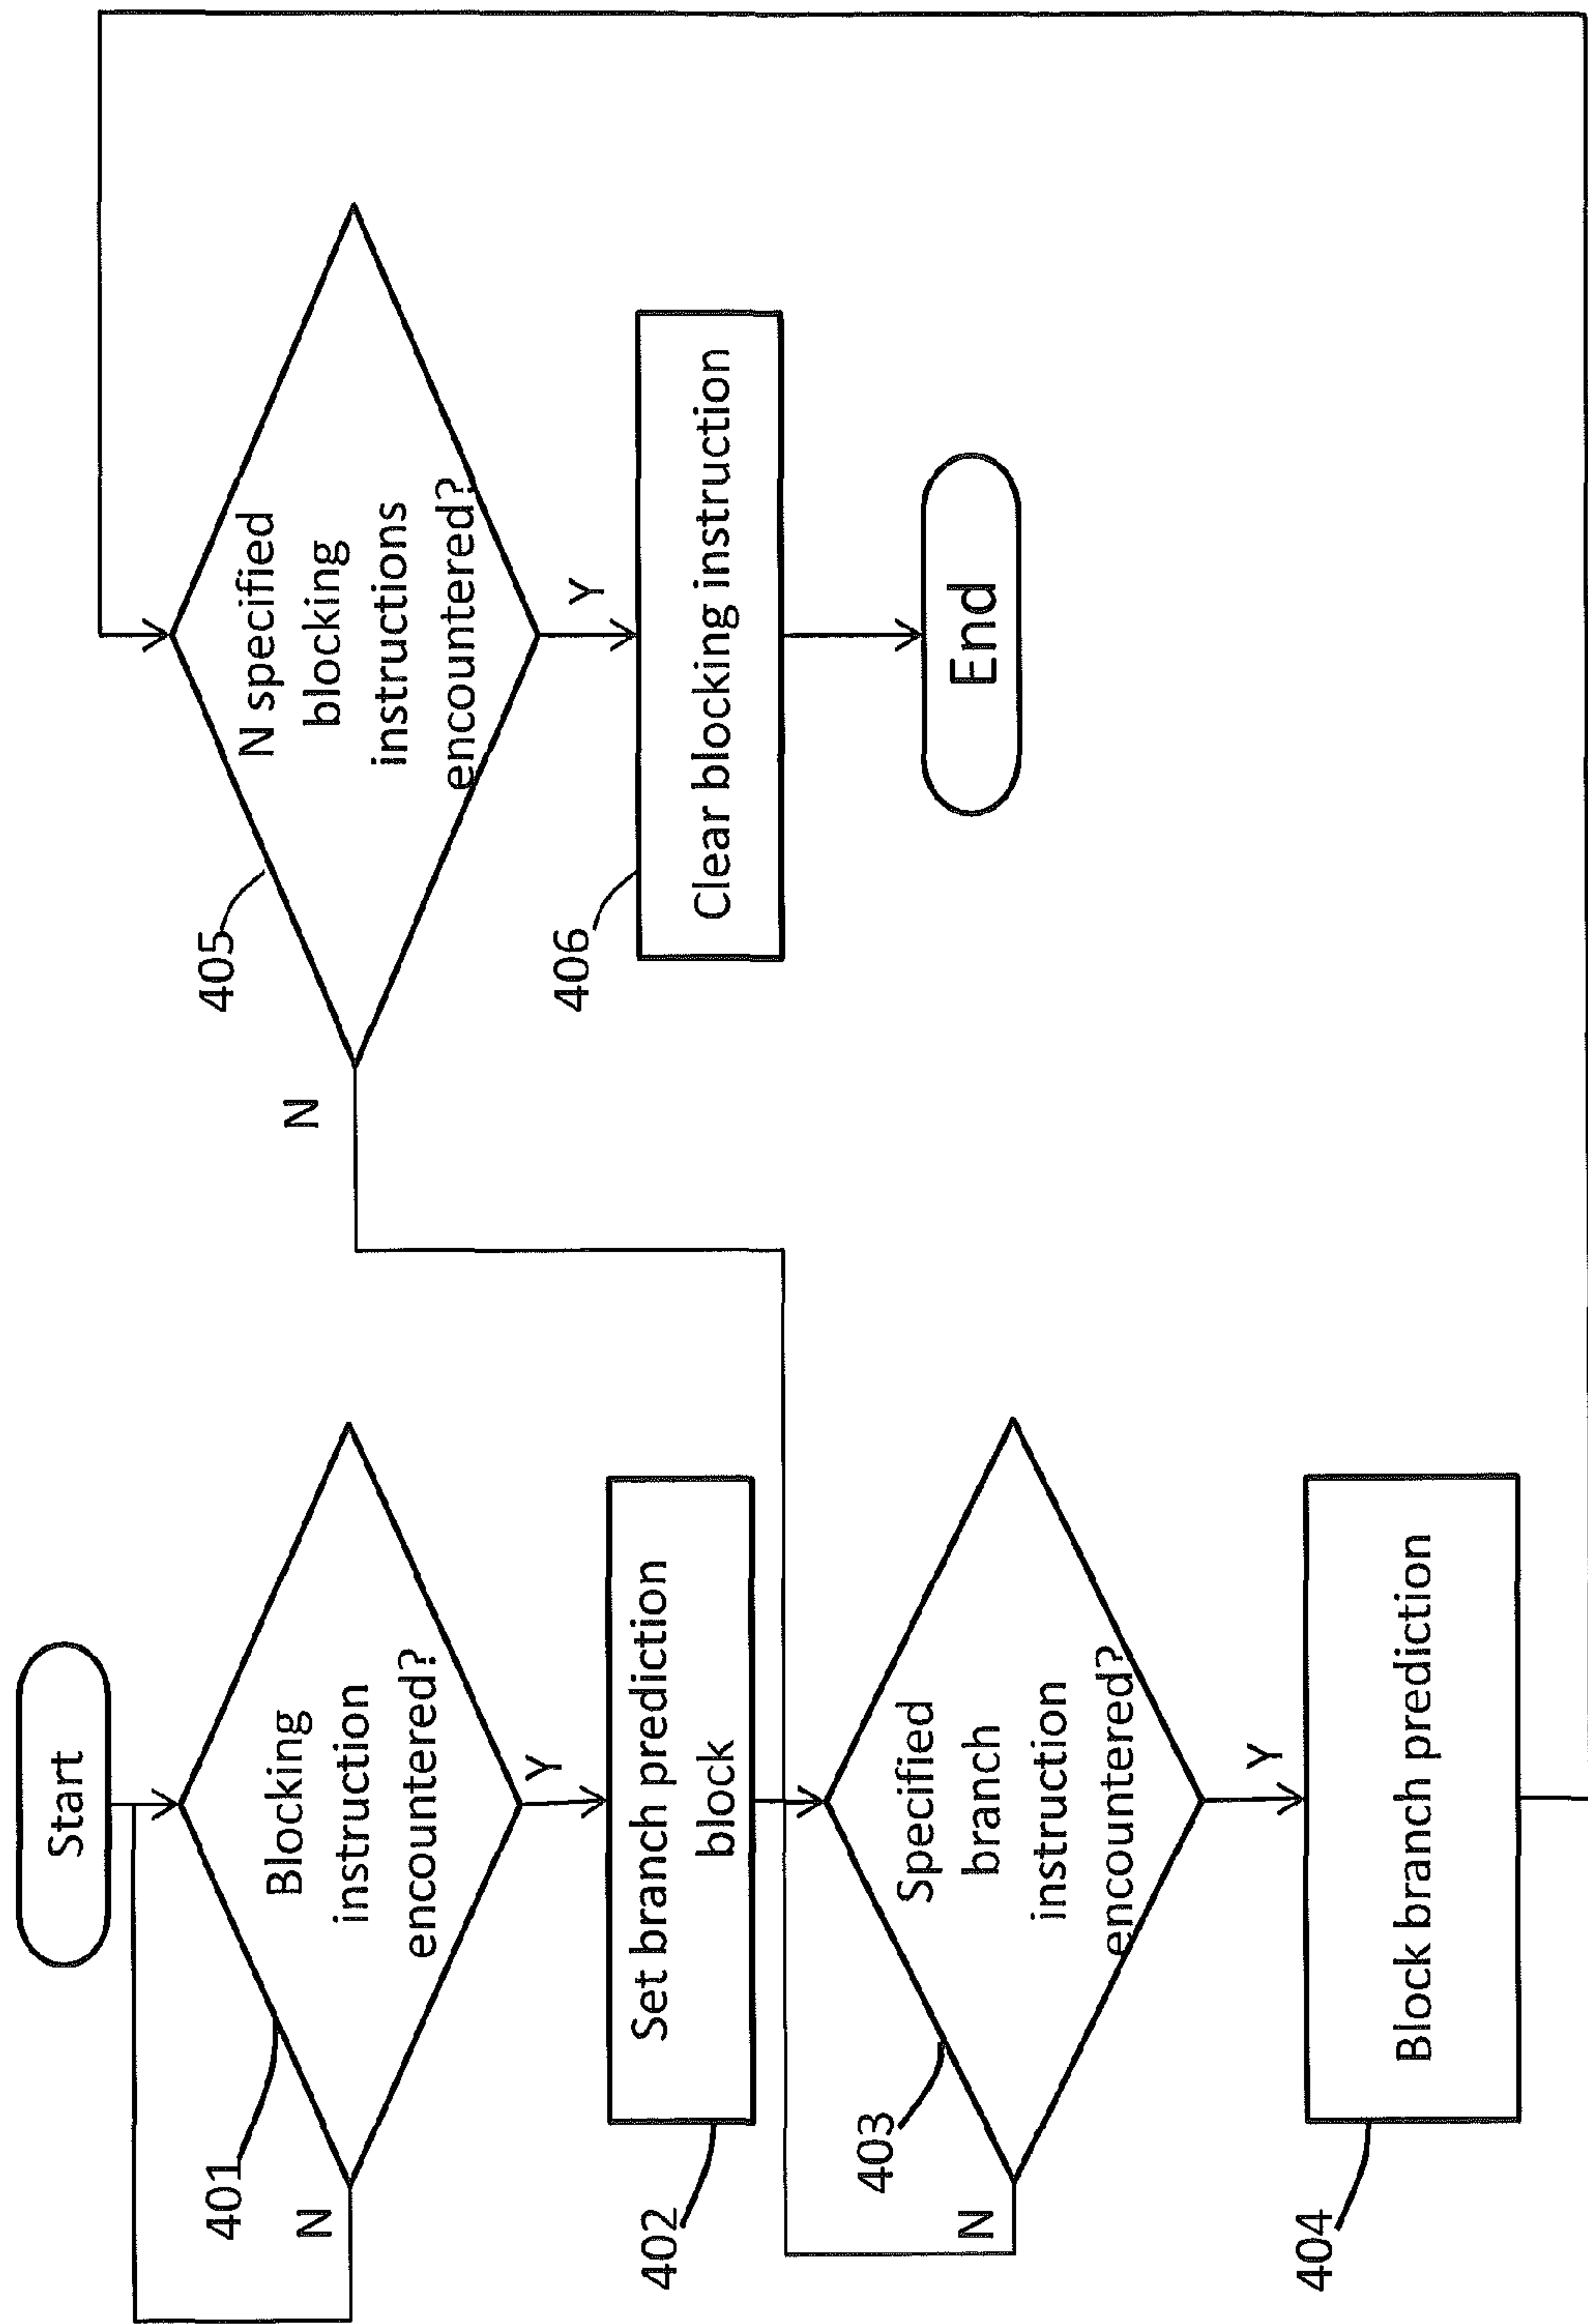 Start
401
Blocking
instruction
encountered?
N
Y
402
Set branch prediction
block
403
Specified
branch
instruction
encountered?
N
Y
404
Block branch prediction
405
N specified
blocking
instructions
encountered?
N
Y
406
Clear blocking instruction
End